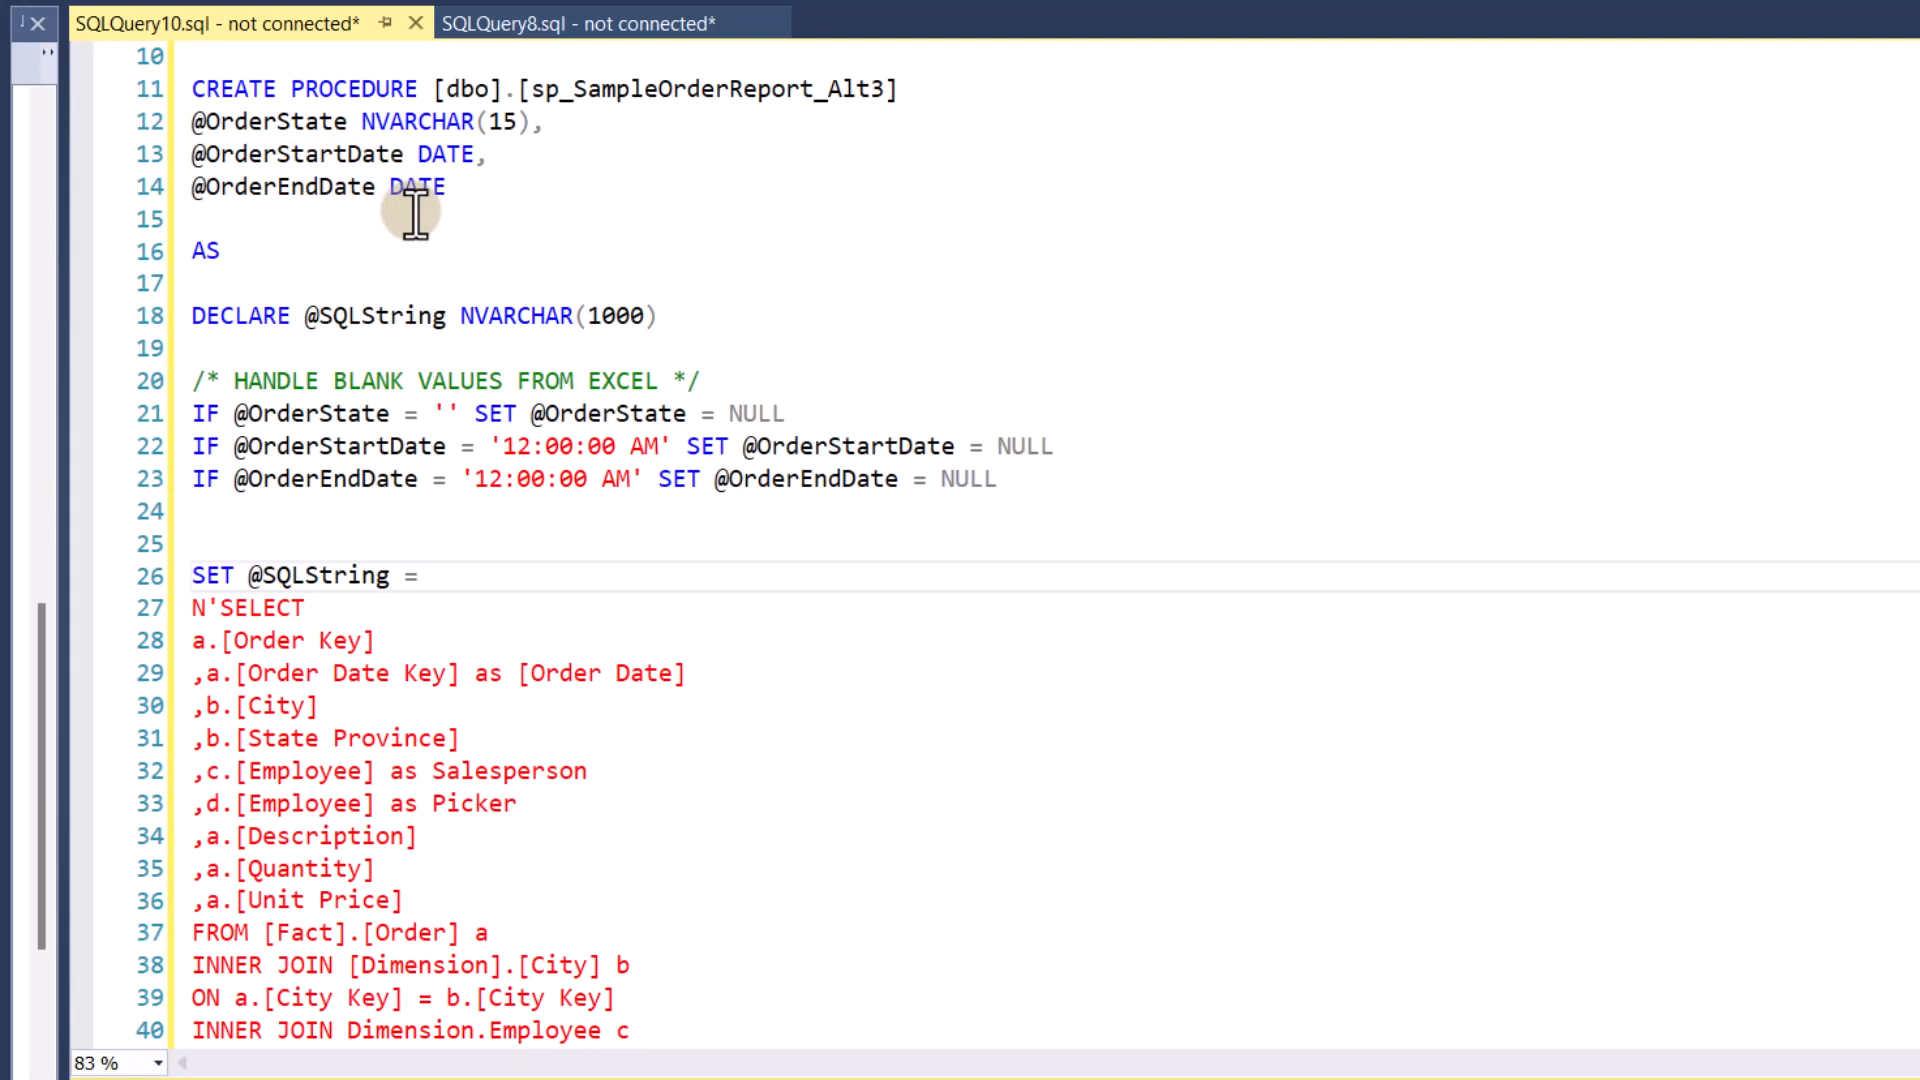 SQLQuery10.sql - not connected*
SQLQuery8.sql - not connected*
10
11 CREATE PROCEDURE [dbo].[sp_SampleOrderReport_Alt3]
12 @OrderState NVARCHAR(15),
13 @OrderStartDate DATE,
14 @OrderEndDate DATE
15
16 AS
17
18 DECLARE @SQLString NVARCHAR(1000)
19
20 /* HANDLE BLANK VALUES FROM EXCEL */
21 IF @OrderState = '' SET @OrderState = NULL
22 IF @OrderStartDate = '12:00:00 AM' SET @OrderStartDate = NULL
23 IF @OrderEndDate = '12:00:00 AM' SET @OrderEndDate = NULL
24
25
26 SET @SQLString =
27 N'SELECT
28 a.[Order Key]
29 ,a.[Order Date Key] as [Order Date]
30 ,b.[City]
31 ,b.[State Province]
32 ,c.[Employee] as Salesperson
33 ,d.[Employee] as Picker
34 ,a.[Description]
35 ,a.[Quantity]
36 ,a.[Unit Price]
37 FROM [Fact].[Order] a
38 INNER JOIN [Dimension].[City] b
39 ON a.[City Key] = b.[City Key]
40 INNER JOIN Dimension.Employee c
83 %